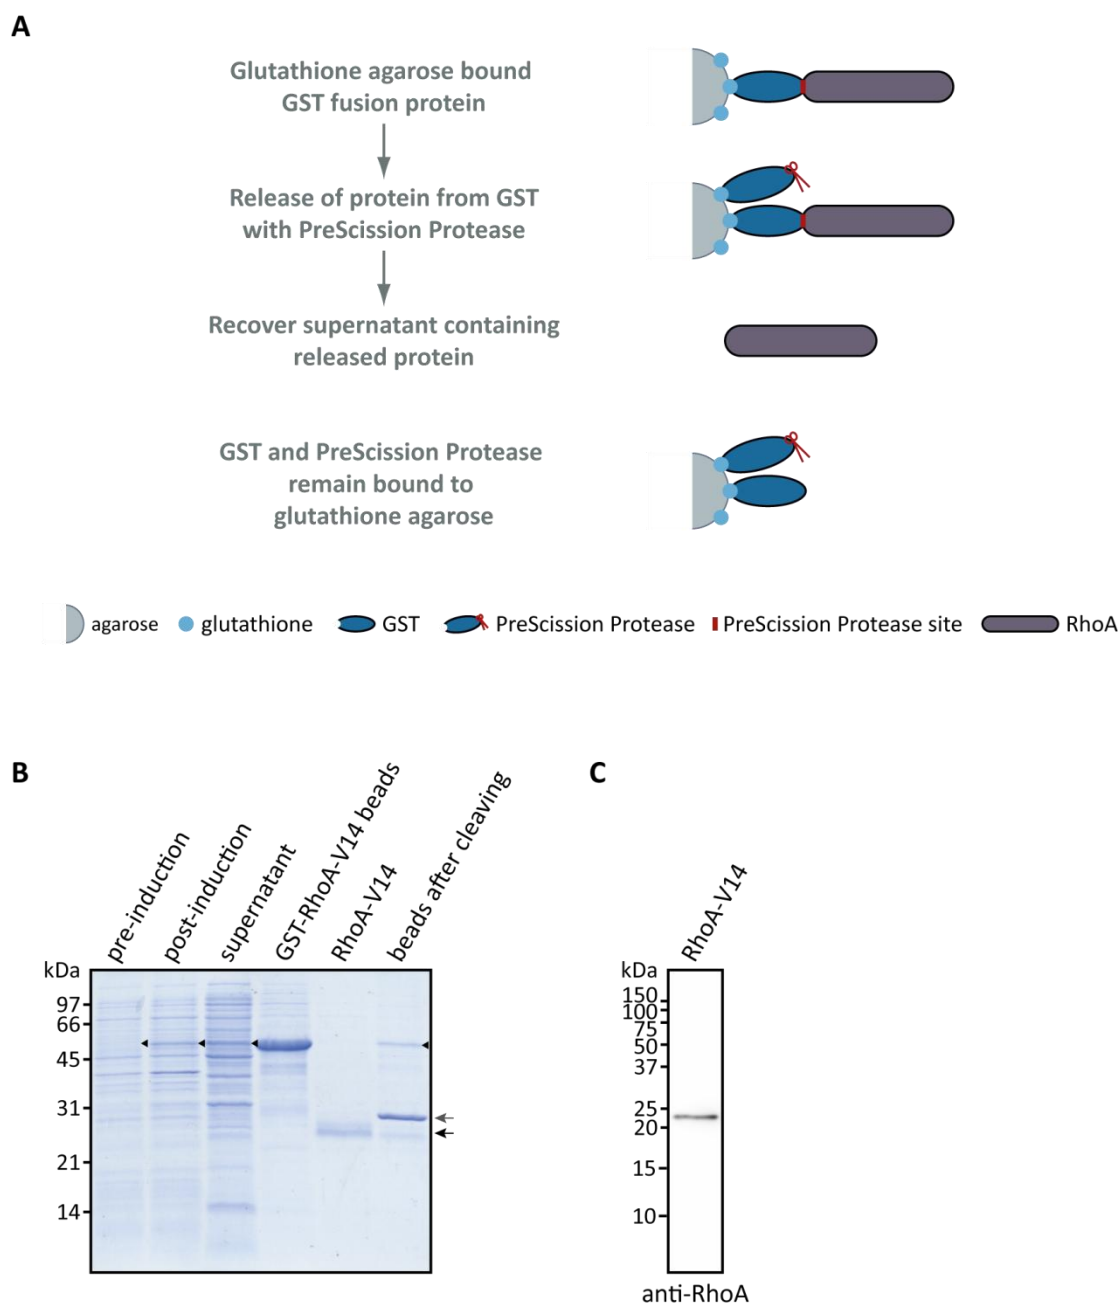 A
Glutathione agarose bound
GST fusion protein
Release of protein from GST
with PreScission Protease
Recover supernatant containing
released protein
GST and PreScission Protease
remain bound to
glutathione agarose
agarose
glutathione
GST
PreScission Protease
PreScission Protease site
RhoA
B
pre-induction
post-induction
supernatant
GST-RhoA-V14 beads
RhoA-V14
beads after cleaving
kDa
97
66
45
31
21
14
C
RhoA-V14
kDa
150
100
75
50
37
25
20
15
10
anti-RhoA